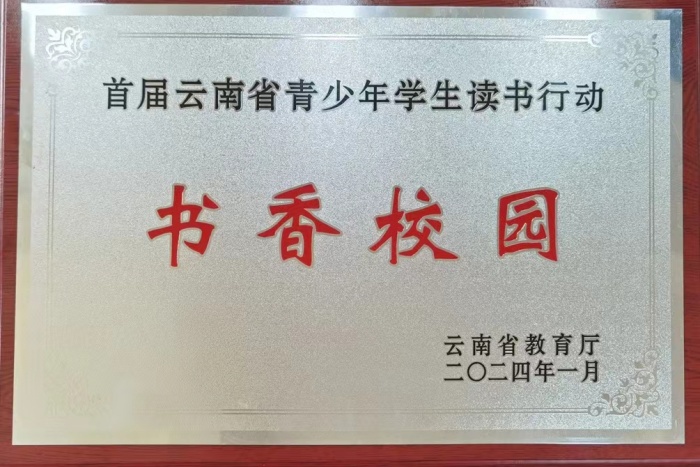 首届云南省青少年学生读书行动
书香校园
云南省教育厅
二〇二四年一月